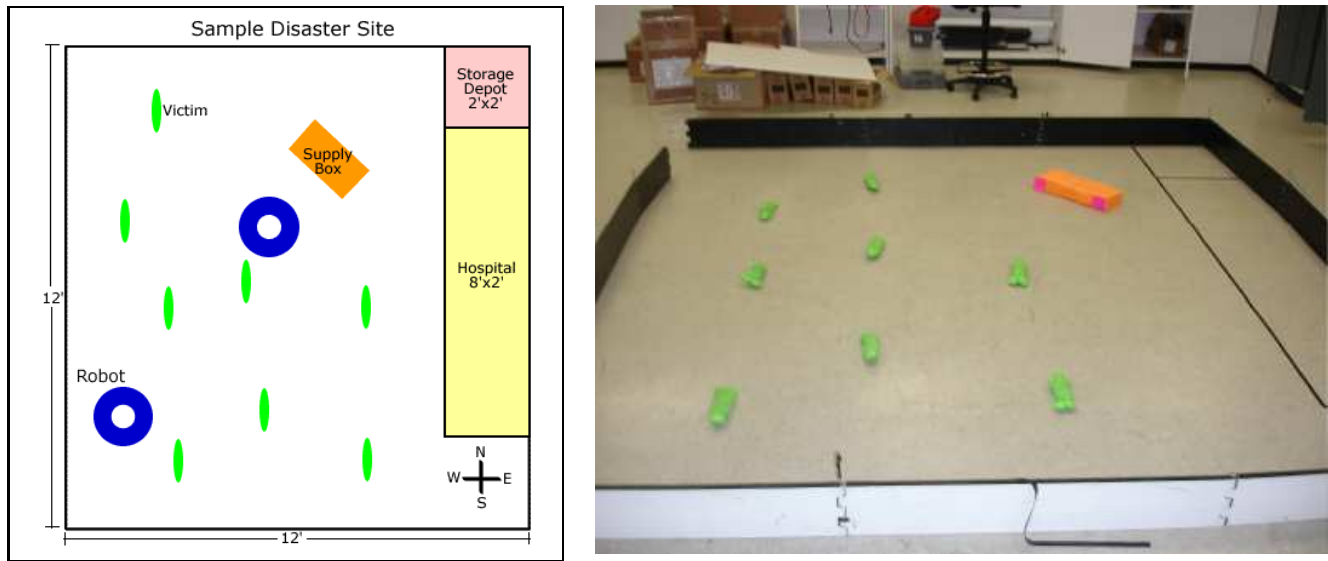 Sample Disaster Site
Storage
Depot
2'x2'
Victim
Supply
Box
Hospital
8'x2'
12'
Robot
N
W
E
S
12'